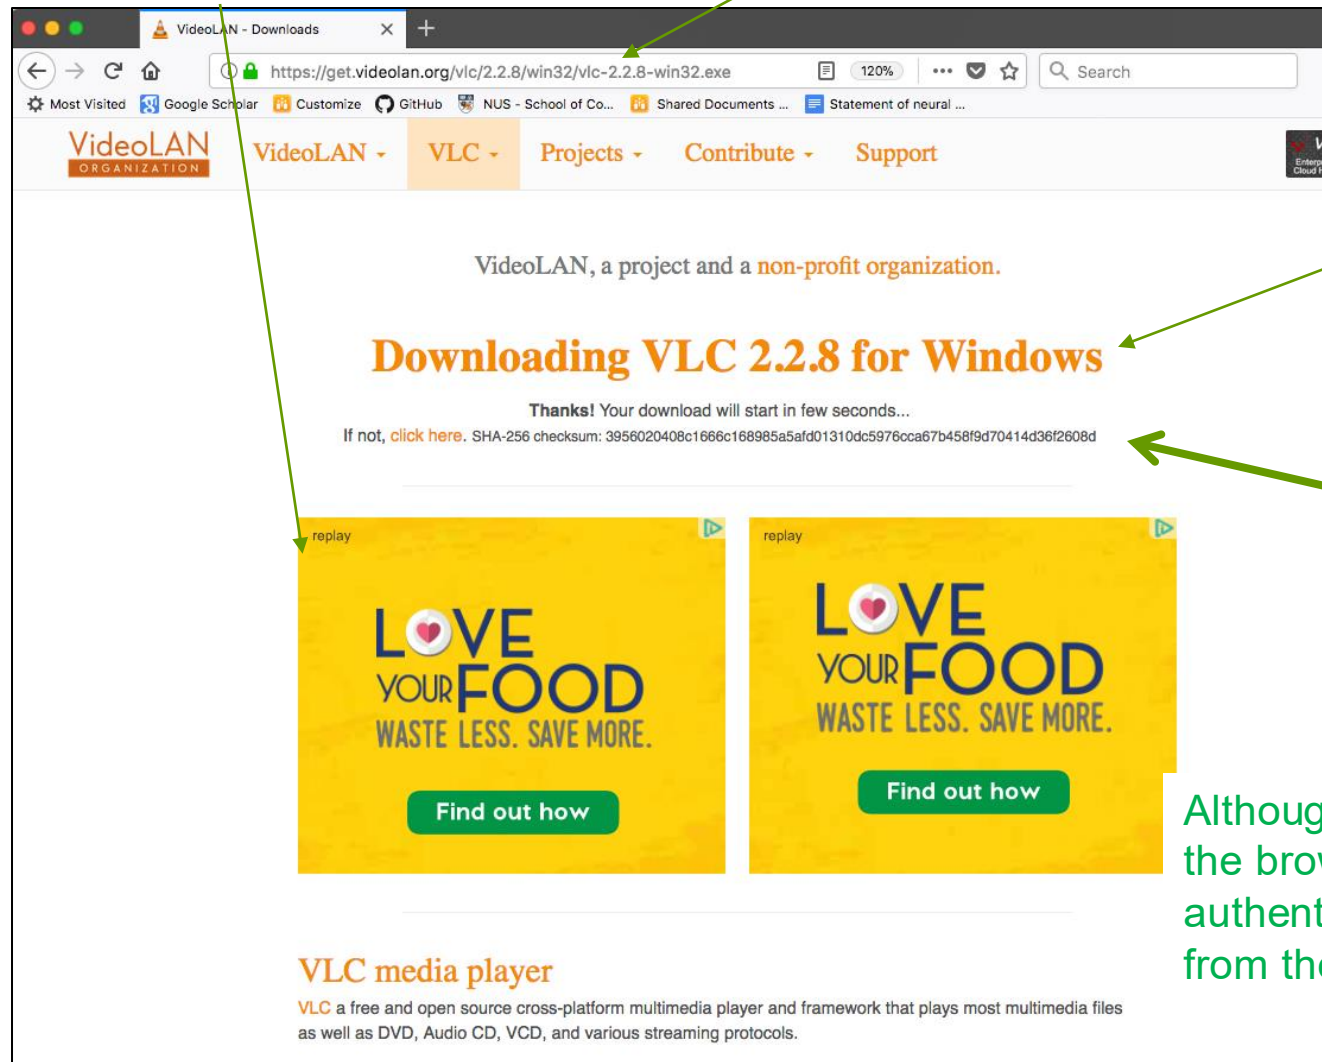 VideoLAN - Downloads
https://get.videolan.org/vlc/2.2.8/win32/vlc-2.2.8-win32.exe
120%
Search
Most Visited
Google Scholar
Customize
GitHub
NUS - School of Co...
Shared Documents ...
Statement of neural ...
VideoLAN
ORGANIZATION
VideoLAN
VLC
Projects
Contribute
Support
VideoLAN, a project and a non-profit organization.
Downloading VLC 2.2.8 for Windows
Thanks! Your download will start in few seconds...
If not, click here. SHA-256 checksum: 3956020408c1666c168985a5afd01310dc5976cca67b458f9d70414d36f2608d
replay
LOVE
YOUR FOOD
WASTE LESS. SAVE MORE.
Find out how
replay
LOVE
YOUR FOOD
WASTE LESS. SAVE MORE.
Find out how
the
from
VLC media player
VLC a free and open source cross-platform multimedia player and framework that plays most multimedia files
as well as DVD, Audio CD, VCD, and various streaming protocols.